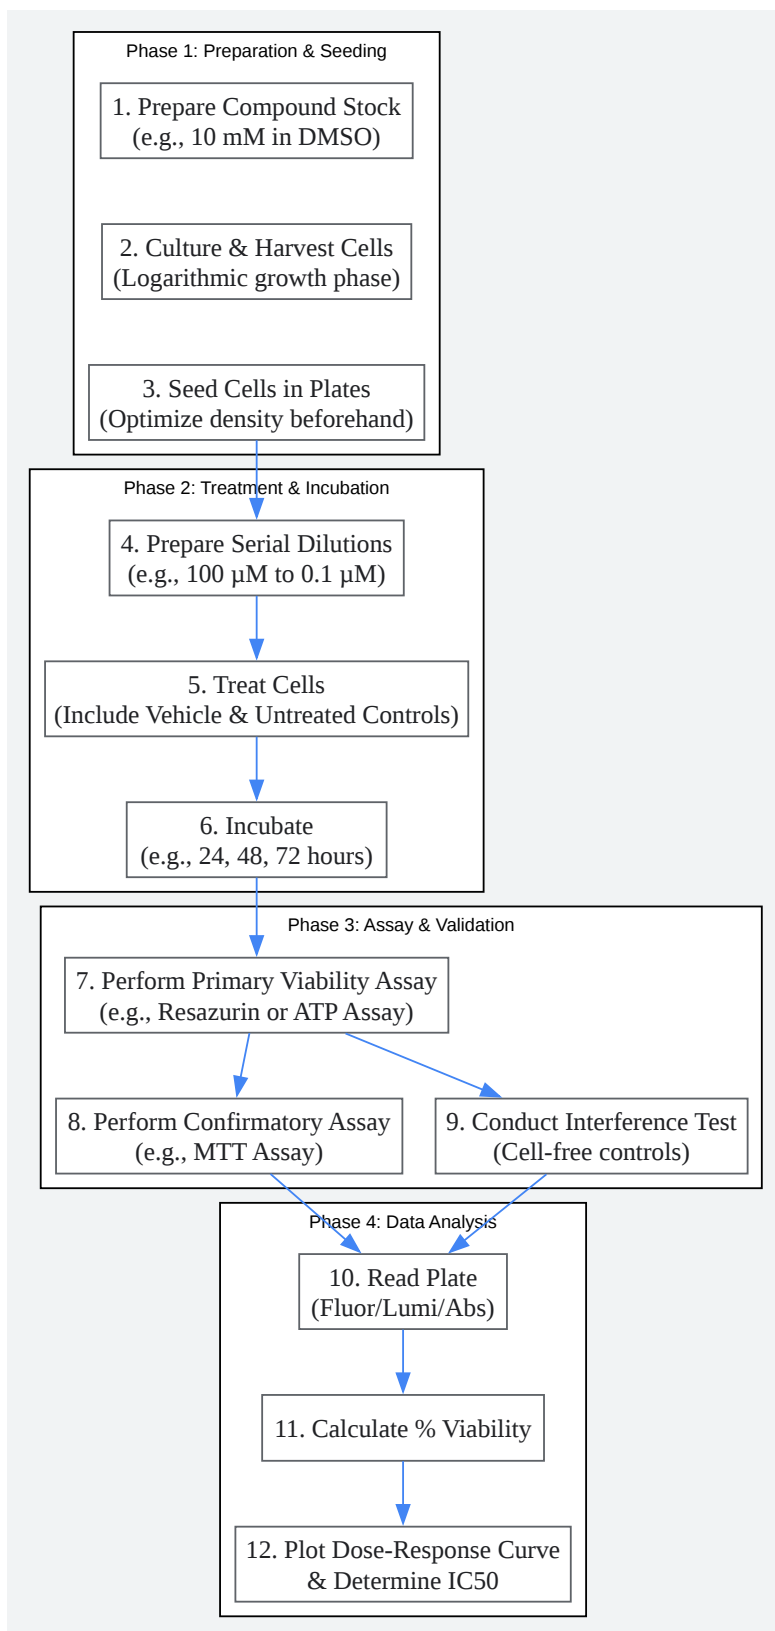 Phase 1: Preparation & Seeding
1. Prepare Compound Stock
(e.g., 10 mM in DMSO)
2. Culture & Harvest Cells
(Logarithmic growth phase)
3. Seed Cells in Plates
(Optimize density beforehand)
Phase 2: Treatment & Incubation
4. Prepare Serial Dilutions
(e.g., 100 µM to 0.1 µM)
5. Treat Cells
(Include Vehicle & Untreated Controls)
6. Incubate
(e.g., 24, 48, 72 hours)
Phase 3: Assay & Validation
7. Perform Primary Viability Assay
(e.g., Resazurin or ATP Assay)
8. Perform Confirmatory Assay
(e.g., MTT Assay)
9. Conduct Interference Test
(Cell-free controls)
Phase 4: Data Analysis
10. Read Plate
(Fluor/Lumi/Abs)
11. Calculate % Viability
12. Plot Dose-Response Curve
& Determine IC50